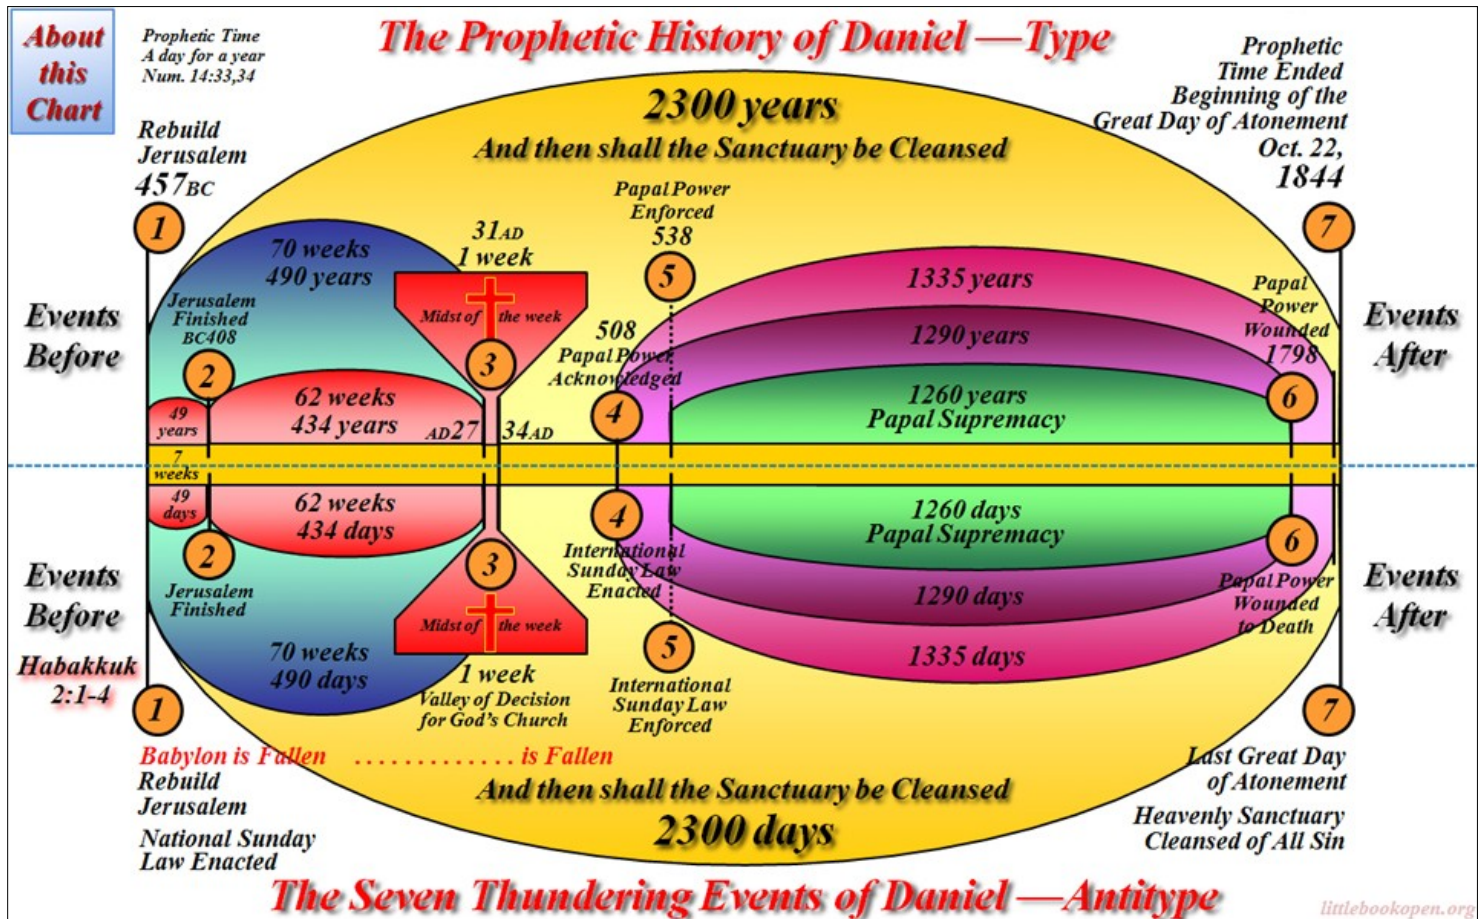 About
this
Chart
Prophetic Time
A day for a year
Num. 14:33,34
The Prophetic History of Daniel —Type
Prophetic
Time Ended
Beginning of the
Great Day of Atonement
Oct. 22,
1844
2300 years
And then shall the Sanctuary be Cleansed
Rebuild
Jerusalem
457BC
1
7
Papal Power
Enforced
538
5
31AD
1 week
Midst of the week
3
70 weeks
490 years
Jerusalem
Finished
BC408
2
Events
Before
508
Papal Power
Acknowledged
4
1335 years
1290 years
1260 years
Papal Supremacy
Papal
Power
Wounded
1798
6
Events
After
49
years
62 weeks
434 years
AD27
34AD
7
weeks
49
days
2
Jerusalem
Finished
62 weeks
434 days
3
Midst of the week
1 week
Valley of Decision
for God's Church
70 weeks
490 days
4
International
Sunday Law
Enacted
5
International
Sunday Law
Enforced
1260 days
Papal Supremacy
1290 days
1335 days
6
Papal Power
Wounded
to Death
Events
Before
Habakkuk
2:1-4
1
Events
After
7
Babylon is Fallen ............. is Fallen
Rebuild
Jerusalem
National Sunday
Law Enacted
And then shall the Sanctuary be Cleansed
2300 days
Last Great Day
of Atonement
Heavenly Sanctuary
Cleansed of All Sin
The Seven Thundering Events of Daniel —Antitype
littlebookopen.org